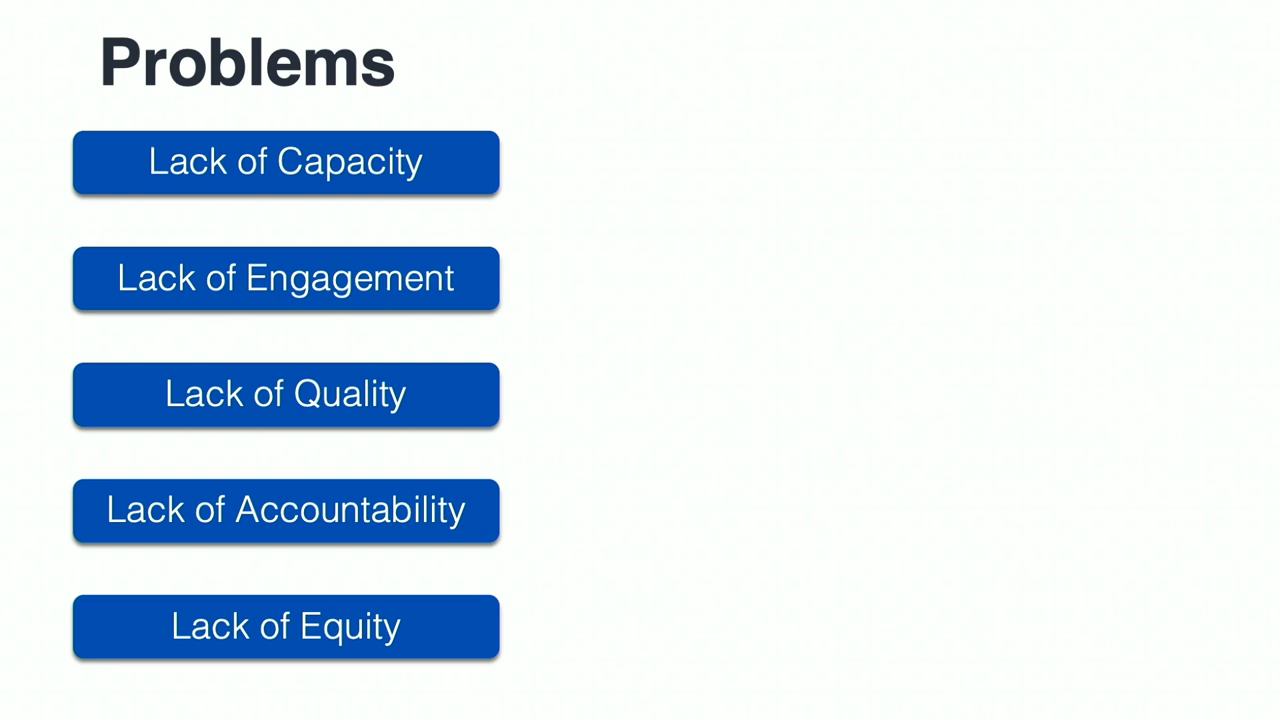 Problems
Lack of Capacity
Lack of Engagement
Lack of Quality
Lack of Accountability
Lack of Equity